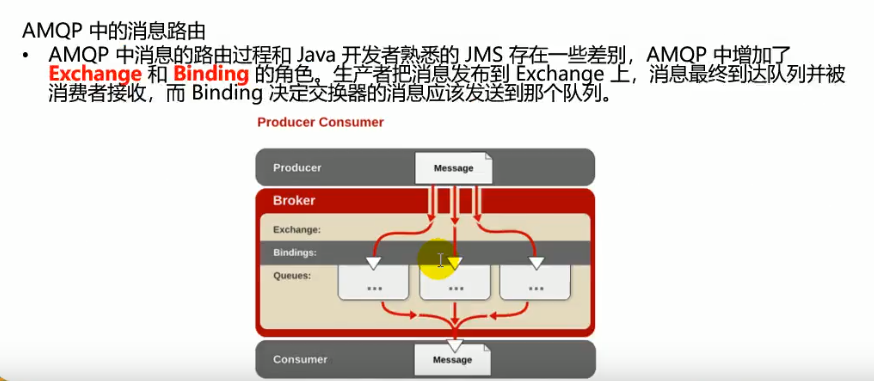 AMQP 中的消息路由
• AMQP 中消息的路由过程和 Java 开发者熟悉的 JMS 存在一些差别，AMQP 中增加了
Exchange 和 Binding 的角色。生产者把消息发布到 Exchange 上，消息最终到达队列并被
消费者接收，而 Binding 决定交换器的消息应该发送到那个队列。
Producer Consumer
Producer
Message
Broker
Exchange:
Bindings:
Queues:
... ... ...
Consumer
Message